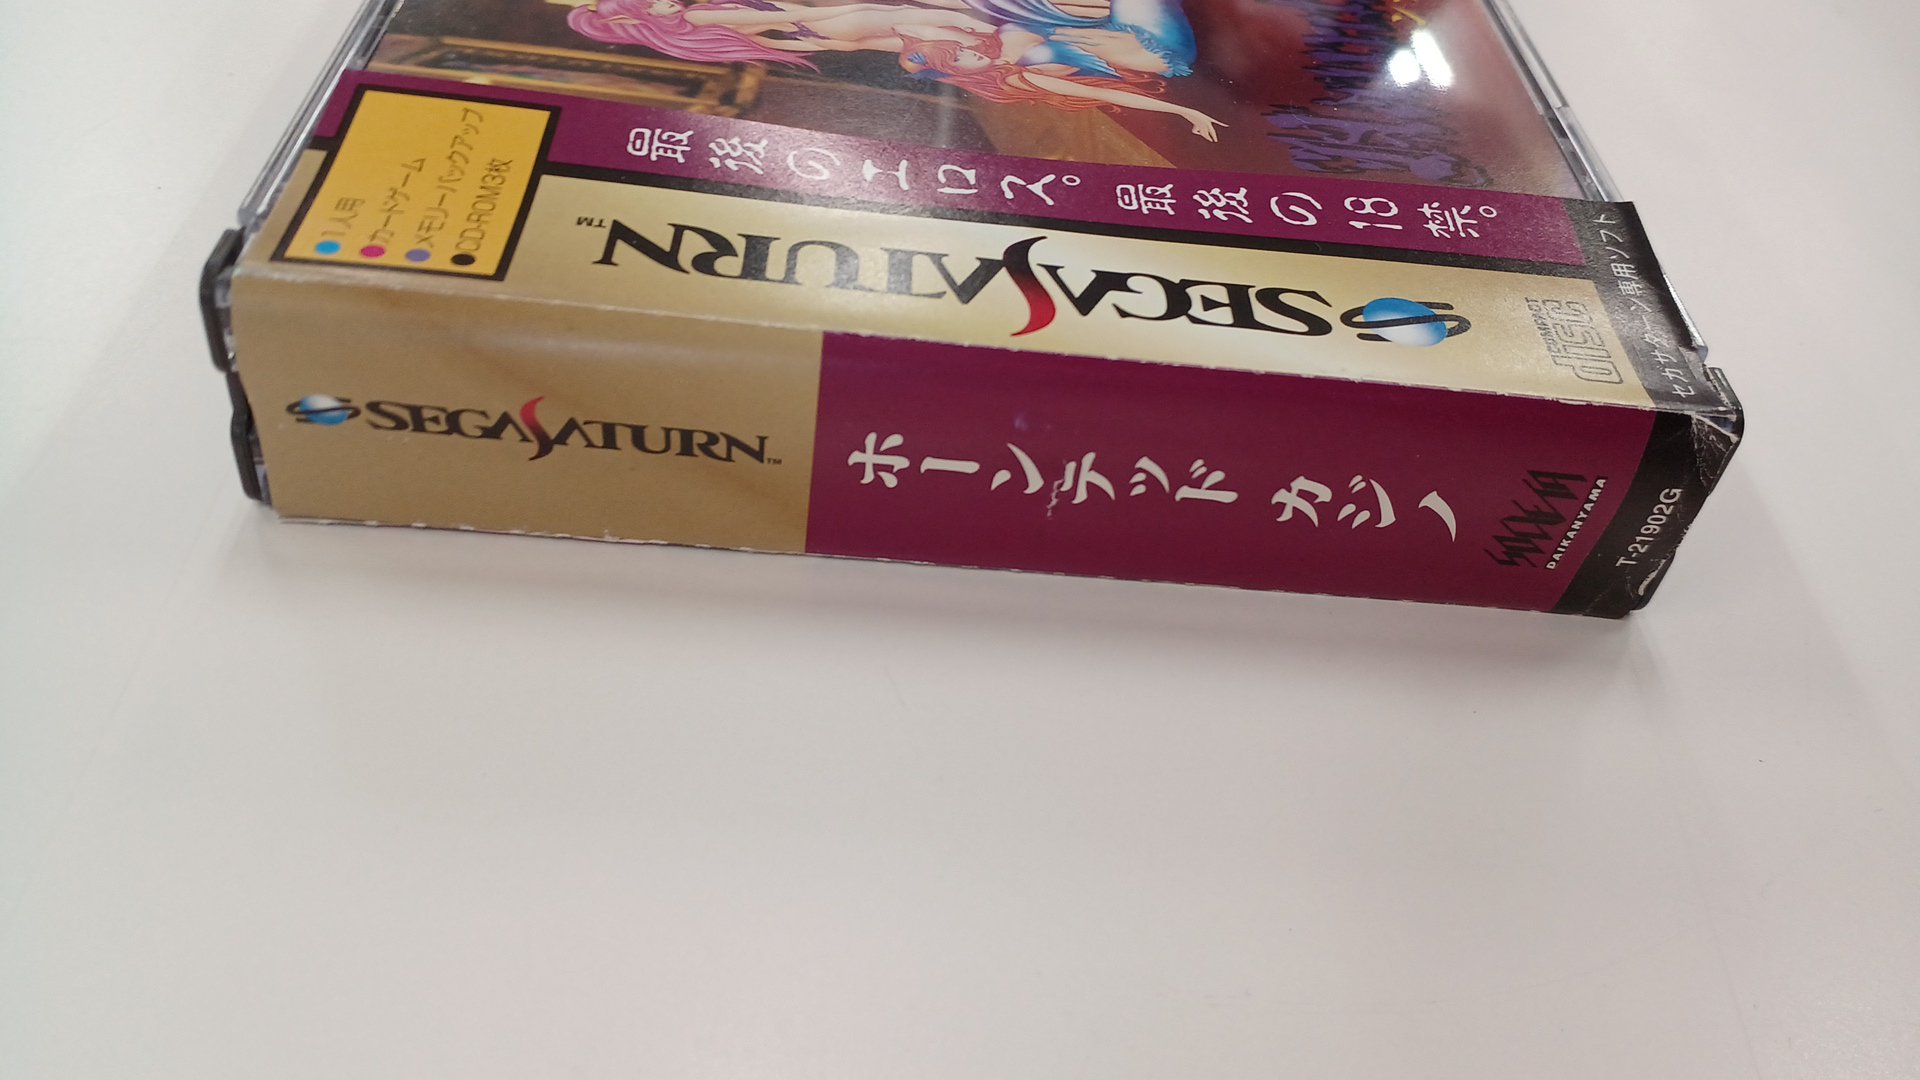 ●1人用
●カードゲーム
●メモリーバックアップ
●CD-ROM3枚
最後のエロス。最後の18禁。
SEGA SATURN™
COMPACT
disc
セガサターン専用ソフト
SEGA SATURN™
ホーンテッド カジノ
DAIKANYAMA
T-21902G